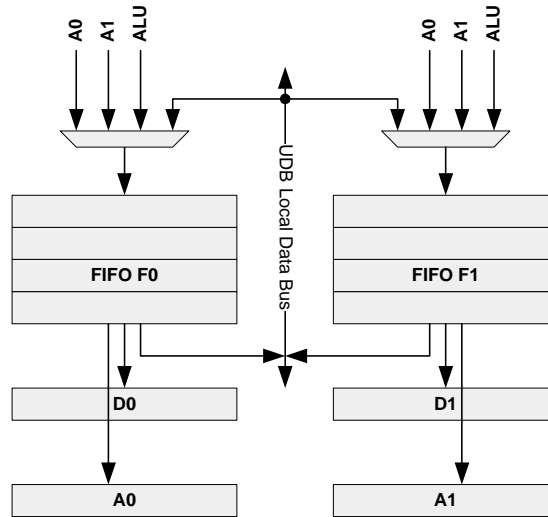 A0
A1
ALU
A0
A1
ALU
UDB Local Data Bus
FIFO F0
FIFO F1
D0
D1
A0
A1